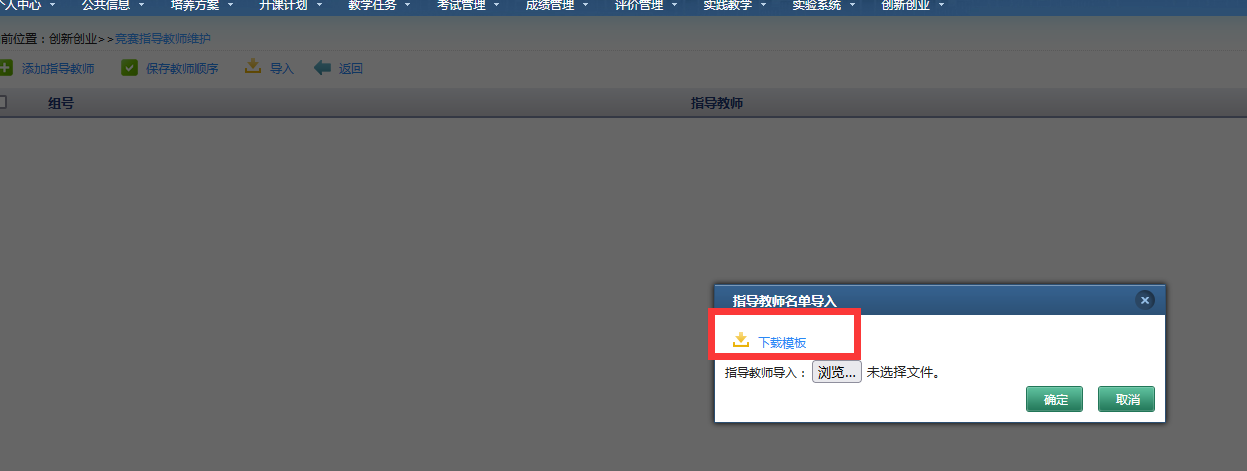 个人中心 公共信息 培养方案 开课计划 教学任务 考试管理 成绩管理 评价管理 实践教学 实验系统 创新创业
前位置：创新创业>>竞赛指导教师维护
添加指导教师 保存教师顺序 导入 返回
组号 指导教师
指导教师名单导入
下载模板
指导教师导入： 浏览... 未选择文件。
确定 取消